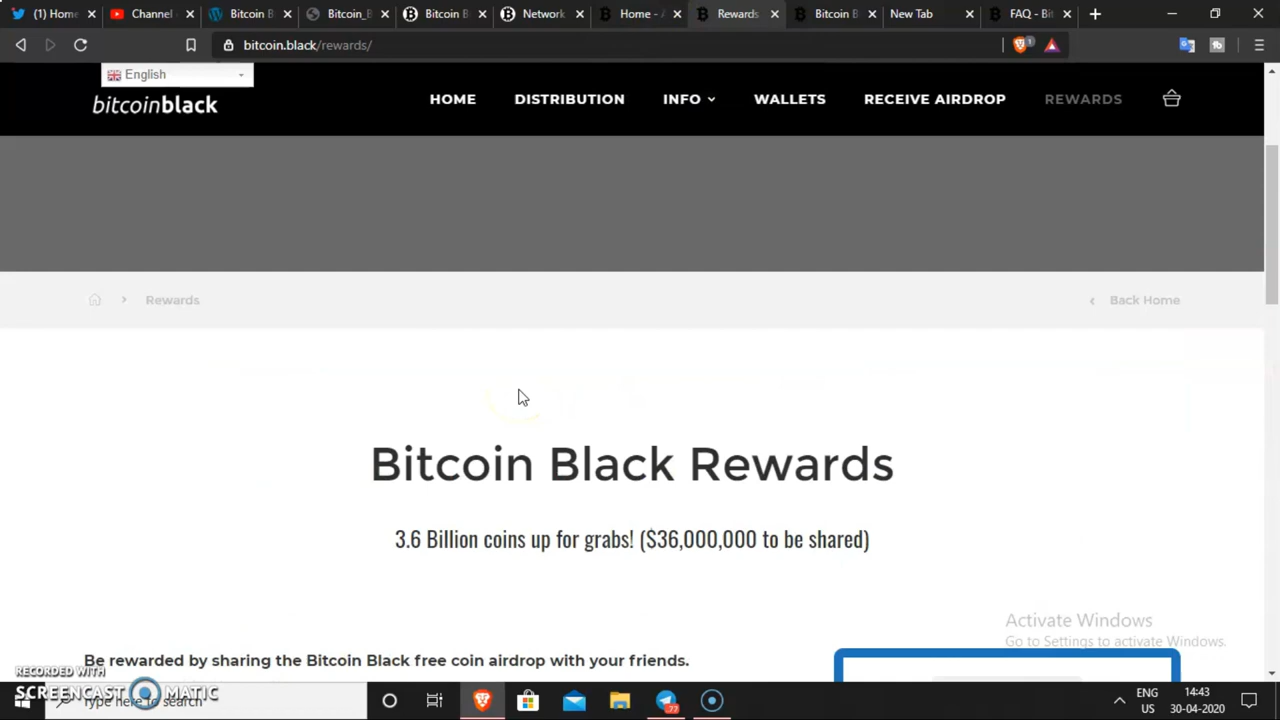 (1) Home
Channel
Bitcoin B
Bitcoin_B
Bitcoin B
Network
Home -
Rewards
Bitcoin B
New Tab
FAQ - Bit
bitcoin.black/rewards/
1
English
bitcoinblack
HOME
DISTRIBUTION
INFO
WALLETS
RECEIVE AIRDROP
REWARDS
Rewards
Back Home
Bitcoin Black Rewards
3.6 Billion coins up for grabs! ($36,000,000 to be shared)
Activate Windows
Go to Settings to activate Windows.
Be rewarded by sharing the Bitcoin Black free coin airdrop with your friends.
RECORDED WITH
SCREENCAST MATIC
Type here to search
77
ENG
US
14:43
30-04-2020